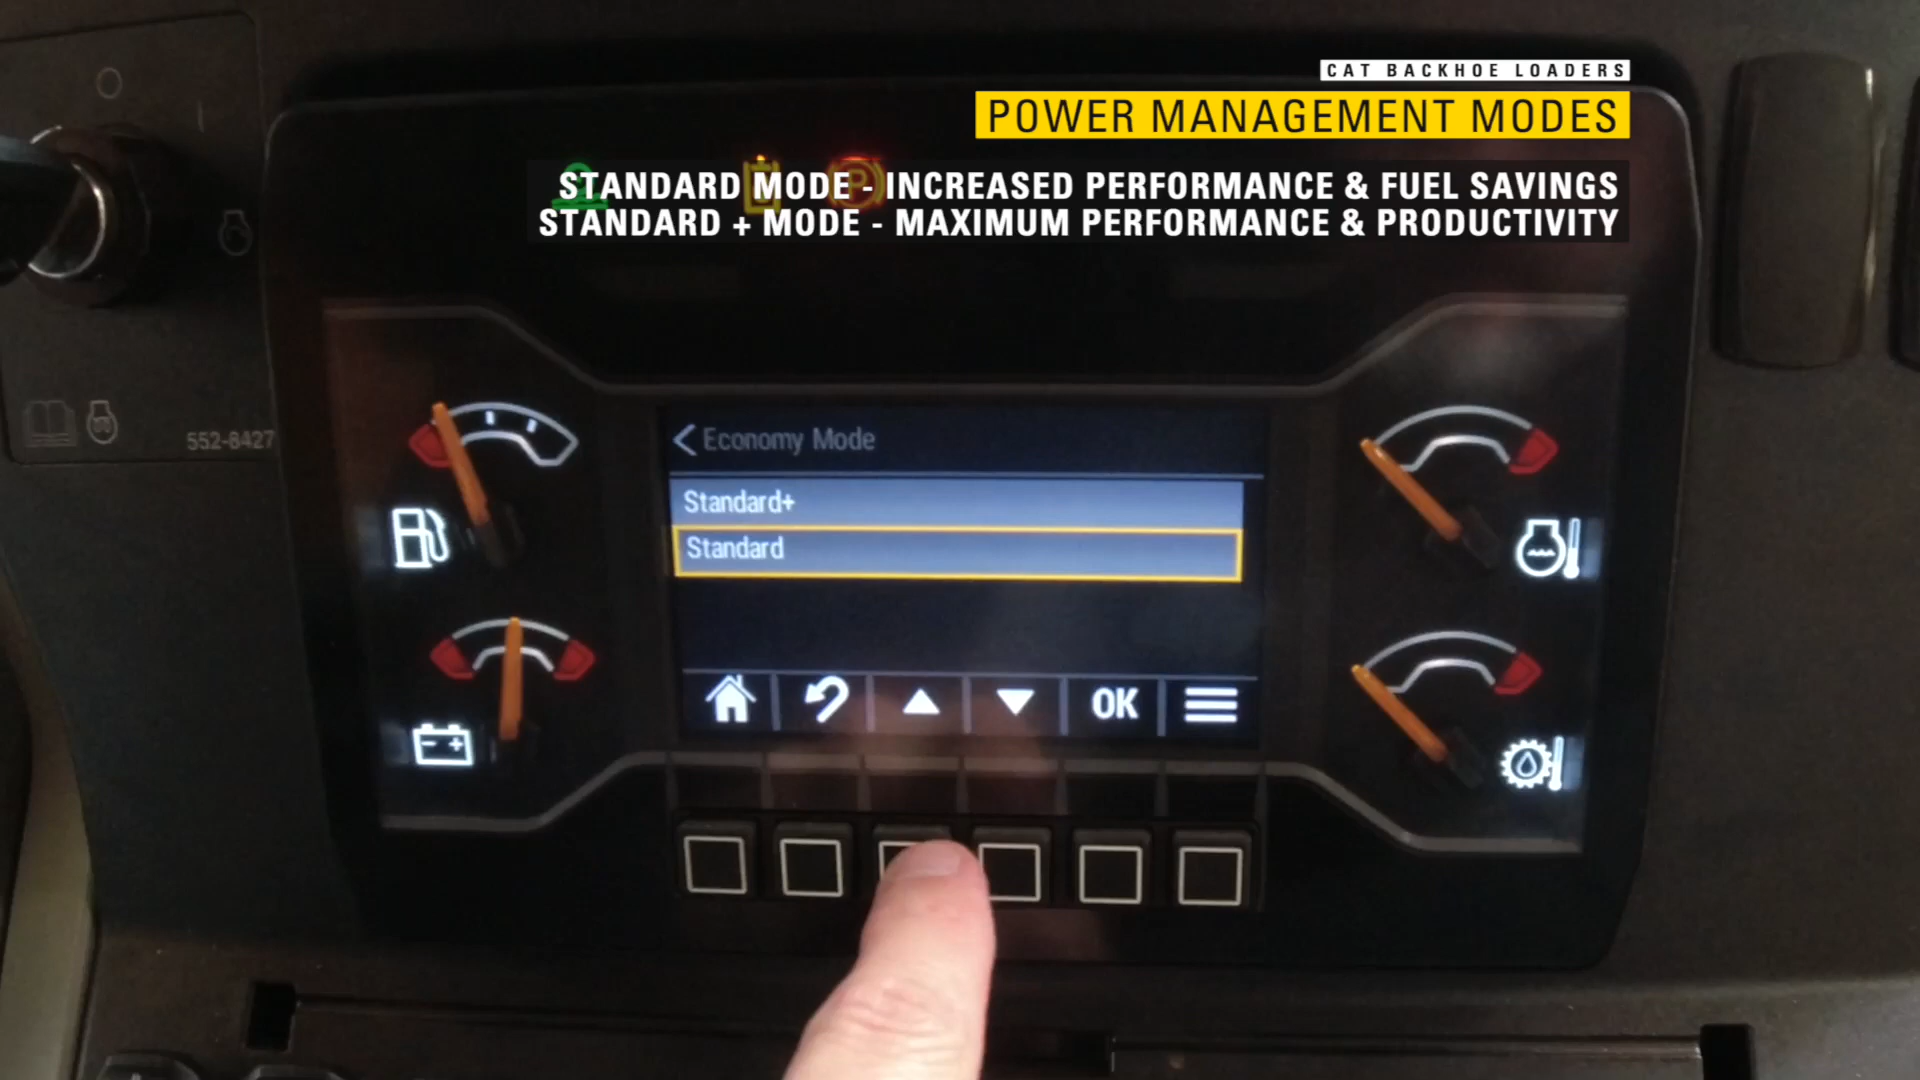 CAT BACKHOE LOADERS
POWER MANAGEMENT MODES
STANDARD MODE - INCREASED PERFORMANCE & FUEL SAVINGS
STANDARD + MODE - MAXIMUM PERFORMANCE & PRODUCTIVITY
552-8427
Economy Mode
Standard+
Standard
OK